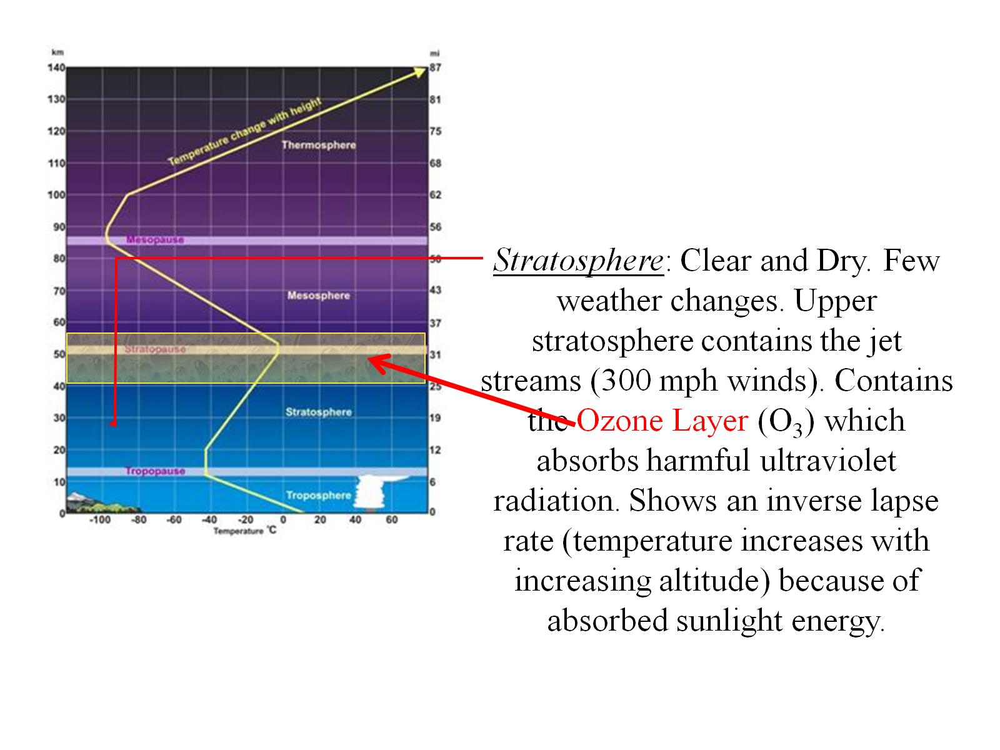 km
mi
140
87
130
81
Temperature change with height
120
75
Thermosphere
110
68
100
62
90
56
Mesopause
80
50
70
43
Mesosphere
60
37
Stratopause
50
31
40
25
Stratosphere
30
19
20
12
Tropopause
10
6
Troposphere
0
0
-100 -80 -60 -40 -20 0 20 40 60
Temperature °C
Stratosphere: Clear and Dry. Few
weather changes. Upper
stratosphere contains the jet
streams (300 mph winds). Contains
the Ozone Layer (O₃) which
absorbs harmful ultraviolet
radiation. Shows an inverse lapse
rate (temperature increases with
increasing altitude) because of
absorbed sunlight energy.